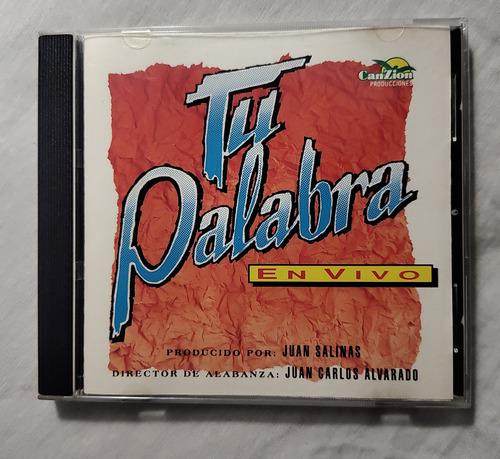 CanZion
PRODUCCIONES
Tu
Palabra
EN VIVO
PRODUCIDO POR: JUAN SALINAS
DIRECTOR DE ALABANZA: JUAN CARLOS ALVARADO